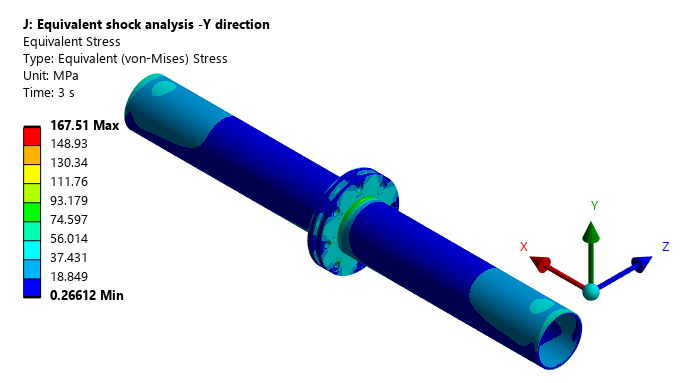 J: Equivalent shock analysis -Y direction
Equivalent Stress
Type: Equivalent (von-Mises) Stress
Unit: MPa
Time: 3 s
167.51 Max
148.93
130.34
111.76
93.179
74.597
56.014
37.431
18.849
0.26612 Min
Y
X
Z